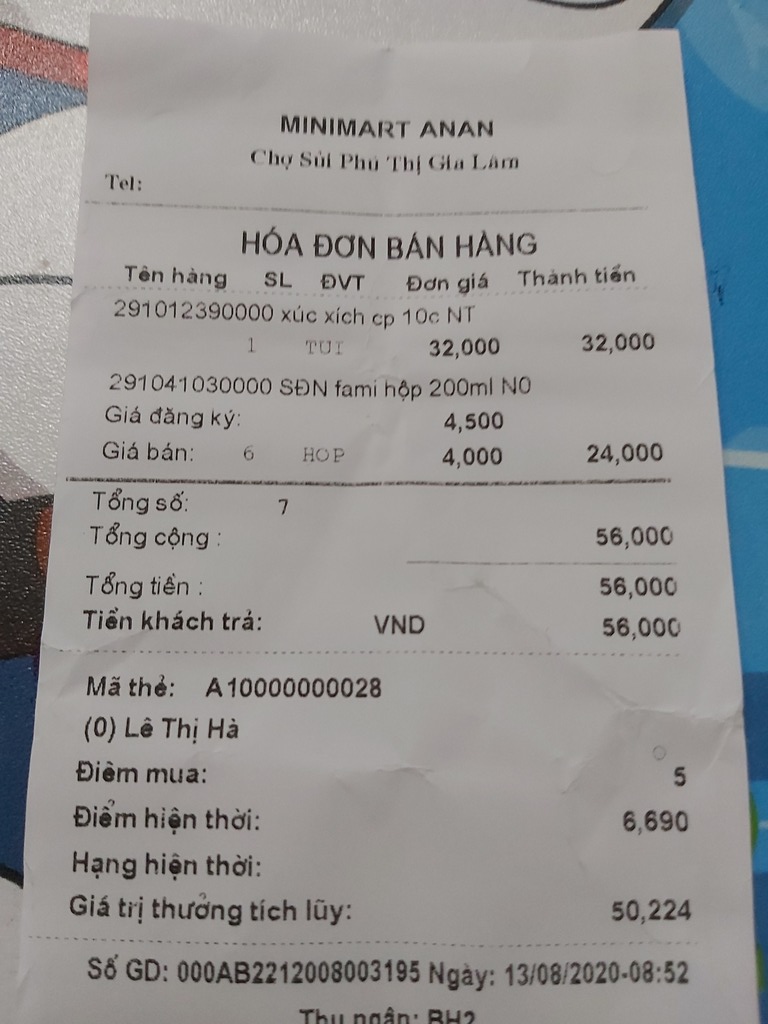 MINIMART ANAN
Chợ Sủi Phú Thị Gia Lâm
Tel:
HÓA ĐƠN BÁN HÀNG
Tên hàng SL ĐVT Đơn giá Thành tiền
291012390000 xúc xích cp 10c NT
1 TUI 32,000 32,000
291041030000 SĐN fami hộp 200ml N0
Giá đăng ký: 4,500
Giá bán: 6 HOP 4,000 24,000
Tổng số: 7
Tổng cộng : 56,000
Tổng tiền : 56,000
Tiền khách trả: VND 56,000
Mã thẻ: A10000000028
(0) Lê Thị Hà
Điểm mua: 5
Điểm hiện thời: 6,690
Hạng hiện thời:
Giá trị thưởng tích lũy: 50,224
Số GD: 000AB2212008003195 Ngày: 13/08/2020-08:52
Thu ngân: BH2